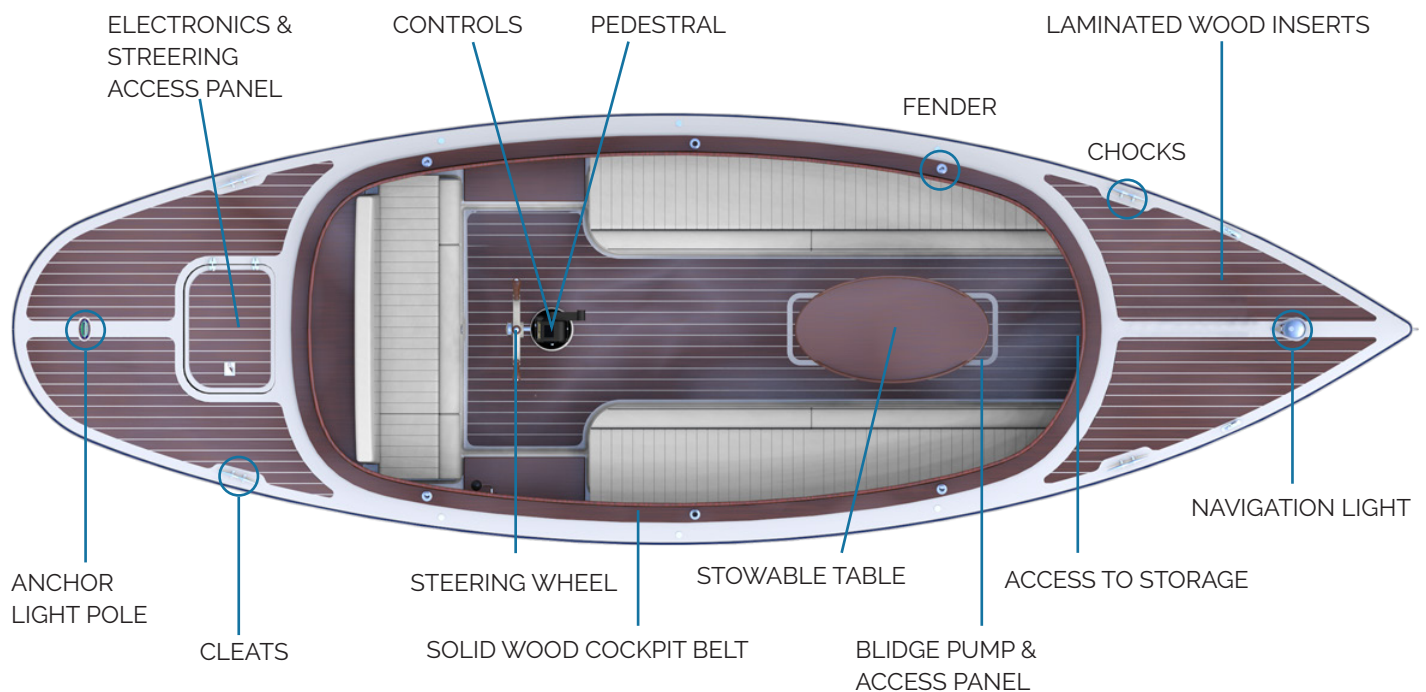 ELECTRONICS &
STREERING
ACCESS PANEL
CONTROLS
PEDESTRAL
LAMINATED WOOD INSERTS
FENDER
CHOCKS
NAVIGATION LIGHT
ANCHOR
LIGHT POLE
STEERING WHEEL
STOWABLE TABLE
ACCESS TO STORAGE
CLEATS
SOLID WOOD COCKPIT BELT
BLIDGE PUMP &
ACCESS PANEL